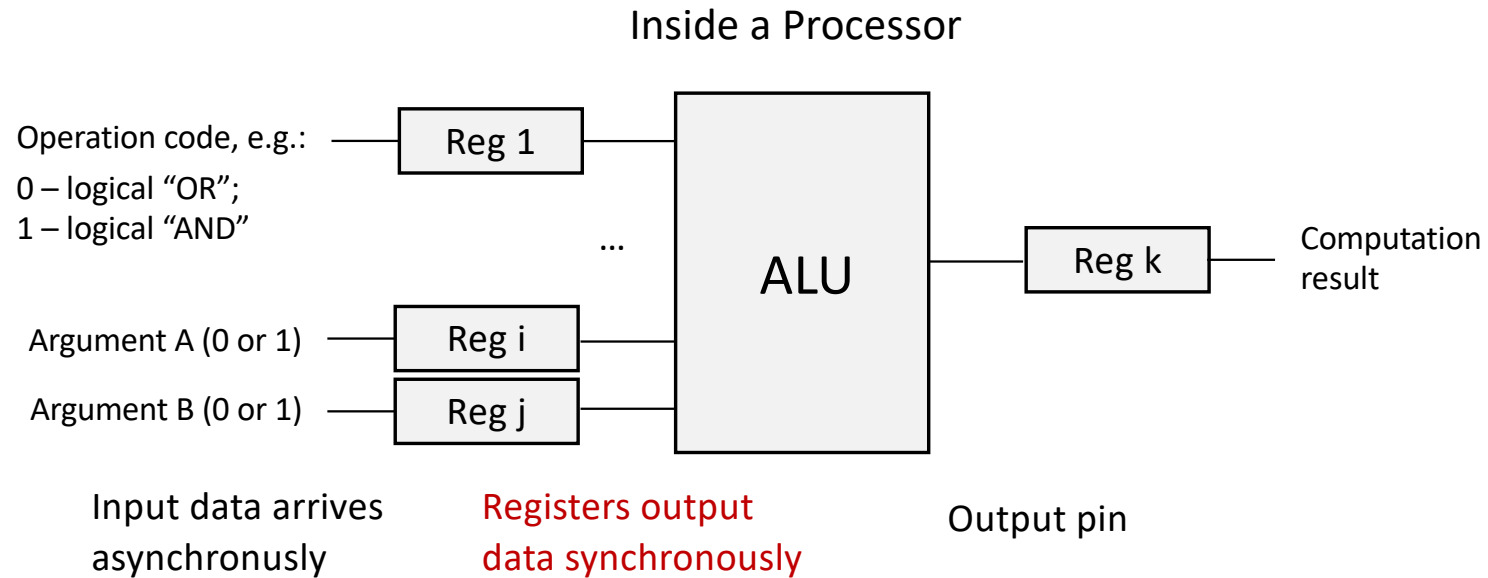 Inside a Processor
Operation code, e.g.:
0 – logical “OR”;
1 – logical “AND”
Reg 1
...
ALU
Reg k
Computation
result
Argument A (0 or 1)
Reg i
Argument B (0 or 1)
Reg j
Input data arrives
asynchronusly
Registers output
data synchronously
Output pin